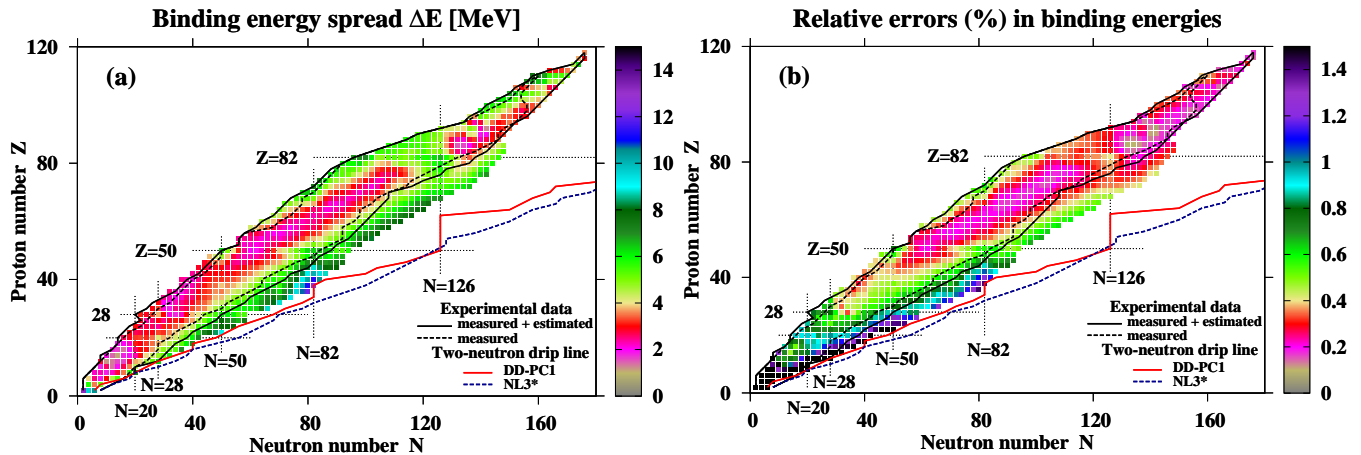 Binding energy spread ΔE [MeV]
(a)
Proton number Z
120
80
40
0
0
40
80
120
160
Neutron number N
Z=82
Z=50
28
20
N=20
N=28
N=50
N=82
N=126
Experimental data
measured + estimated
measured
Two-neutron drip line
DD-PC1
NL3*
14
12
10
8
6
4
2
0
Relative errors (%) in binding energies
(b)
Proton number Z
120
80
40
0
0
40
80
120
160
Neutron number N
Z=82
Z=50
28
20
N=20
N=28
N=50
N=82
N=126
Experimental data
measured + estimated
measured
Two-neutron drip line
DD-PC1
NL3*
1.4
1.2
1
0.8
0.6
0.4
0.2
0